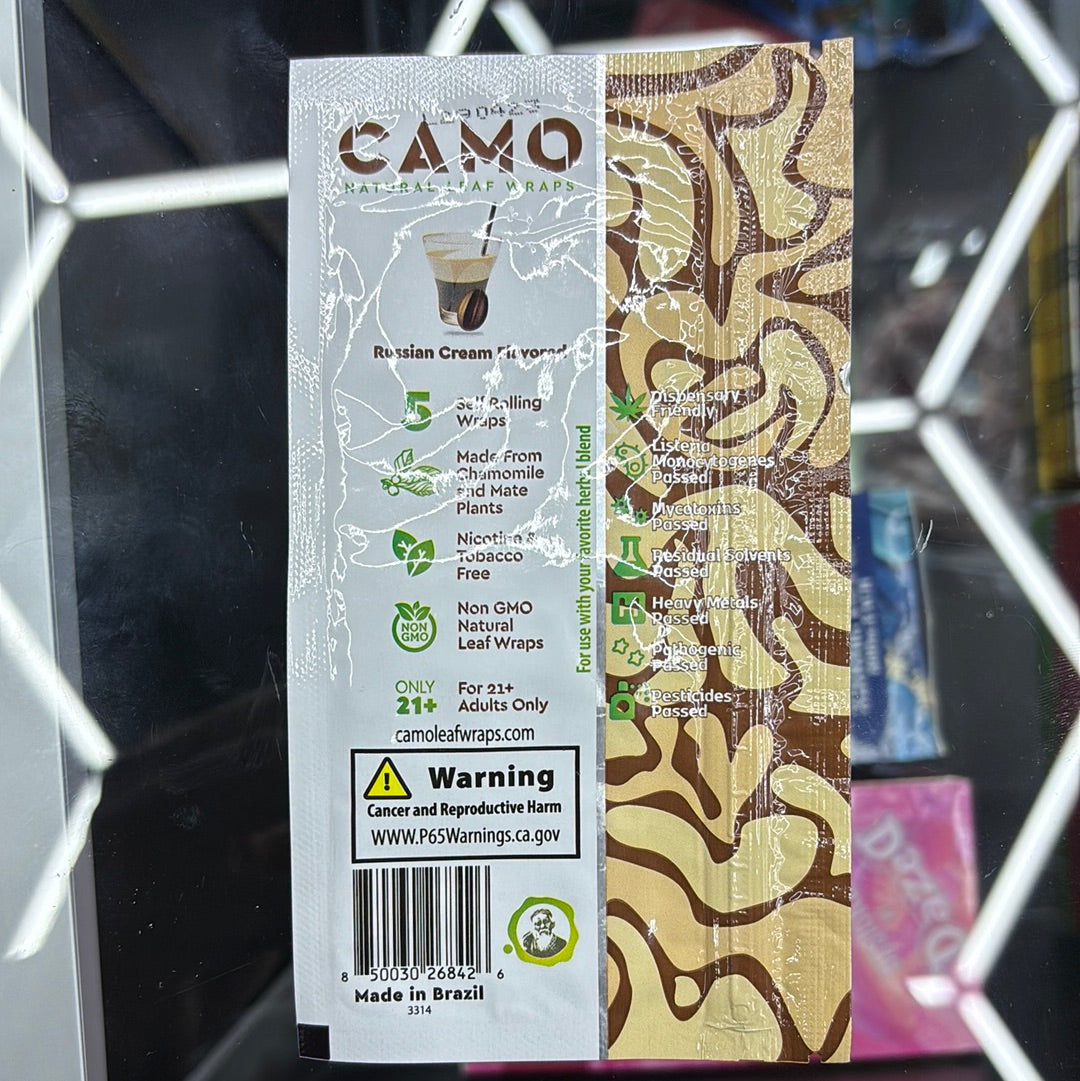 L290423
CAMO
NATURAL LEAF WRAPS
Russian Cream Flavored
5
Self Rolling
Wraps
Made From
Chamomile
and Mate
Plants
Nicotine &
Tobacco
Free
NON
GMO
Non GMO
Natural
Leaf Wraps
ONLY
21+
For 21+
Adults Only
camoleafwraps.com
Warning
Cancer and Reproductive Harm
WWW.P65Warnings.ca.gov
8 50030 26842 6
Made in Brazil
3314
For use with your favorite herbal blend
Dispensary
Friendly
Listeria
Monocytogenes
Passed
Mycotoxins
Passed
Residual Solvents
Passed
Heavy Metals
Passed
Pathogenic
Passed
Pesticides
Passed